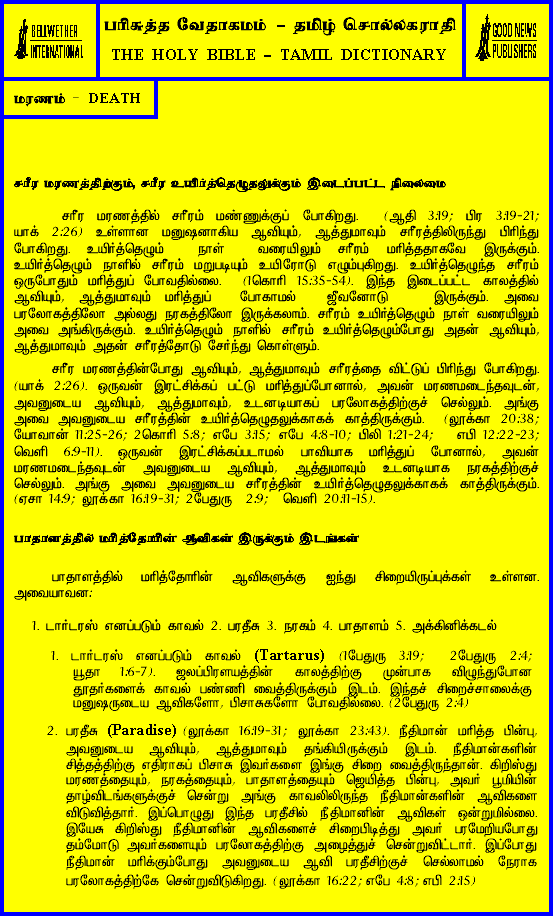 BELLWETHER
INTERNATIONAL
பரிசுத்த வேதாகமம் - தமிழ் சொல்லகராதி
THE HOLY BIBLE - TAMIL DICTIONARY
GOOD NEWS
PUBLISHERS
மரணம் - DEATH
சரீர மரணத்திற்கும், சரீர உயிர்த்தெழுதலுக்கும் இடைப்பட்ட நிலைமை
சரீர மரணத்தில் சரீரம் மண்ணுக்குப் போகிறது. (ஆதி 3:19; பிர 3:19-21;
யாக் 2:26) உள்ளான மனுஷனாகிய ஆவியும், ஆத்துமாவும் சரீரத்திலிருந்து பிரிந்து
போகிறது. உயிர்த்தெழும் நாள் வரையிலும் சரீரம் மரித்ததாகவே இருக்கும்.
உயிர்த்தெழும் நாளில் சரீரம் மறுபடியும் உயிரோடு எழும்புகிறது. உயிர்த்தெழுந்த சரீரம்
ஒருபோதும் மரித்துப் போவதில்லை. (1கொரி 15:35-54). இந்த இடைப்பட்ட காலத்தில்
ஆவியும், ஆத்துமாவும் மரித்துப் போகாமல் ஜீவனோடு இருக்கும். அவை
பரலோகத்திலோ அல்லது நரகத்திலோ இருக்கலாம். சரீரம் உயிர்த்தெழும் நாள் வரையிலும்
அவை அங்கிருக்கும். உயிர்த்தெழும் நாளில் சரீரம் உயிர்த்தெழும்போது அதன் ஆவியும்,
ஆத்துமாவும் அதன் சரீரத்தோடு சேர்ந்து கொள்ளும்.
சரீர மரணத்தின்போது ஆவியும், ஆத்துமாவும் சரீரத்தை விட்டுப் பிரிந்து போகிறது.
(யாக் 2:26). ஒருவன் இரட்சிக்கப் பட்டு மரித்துப்போனால், அவன் மரணமடைந்தவுடன்,
அவனுடைய ஆவியும், ஆத்துமாவும், உடனடியாகப் பரலோகத்திற்குச் செல்லும். அங்கு
அவை அவனுடைய சரீரத்தின் உயிர்த்தெழுதலுக்காகக் காத்திருக்கும். (லூக்கா 20:38;
யோவான் 11:25-26; 2கொரி 5:8; எபே 3:15; எபே 4:8-10; பிலி 1:21-24; எபி 12:22-23;
வெளி 6:9-11). ஒருவன் இரட்சிக்கப்படாமல் பாவியாக மரித்துப் போனால், அவன்
மரணமடைந்தவுடன் அவனுடைய ஆவியும், ஆத்துமாவும் உடனடியாக நரகத்திற்குச்
செல்லும். அங்கு அவை அவனுடைய சரீரத்தின் உயிர்த்தெழுதலுக்காகக் காத்திருக்கும்.
(ஏசா 14:9; லூக்கா 16:19-31; 2பேதுரு 2:9; வெளி 20:11-15).
பாதாளத்தில் மரித்தோரின் ஆவிகள் இருக்கும் இடங்கள்
பாதாளத்தில் மரித்தோரின் ஆவிகளுக்கு ஐந்து சிறையிருப்புக்கள் உள்ளன.
அவையாவன:
1. டார்டரஸ் எனப்படும் காவல் 2. பரதீசு 3. நரகம் 4. பாதாளம் 5. அக்கினிக்கடல்
1. டார்டரஸ் எனப்படும் காவல் (Tartarus) (1பேதுரு 3:19; 2பேதுரு 2:4;
யூதா 1:6-7). ஜலப்பிரளயத்தின் காலத்திற்கு முன்பாக விழுந்துபோன
தூதர்களைக் காவல் பண்ணி வைத்திருக்கும் இடம். இந்தச் சிறைச்சாலைக்கு
மனுஷருடைய ஆவிகளோ, பிசாசுகளோ போவதில்லை. (2பேதுரு 2:4)
2. பரதீசு (Paradise) (லூக்கா 16:19-31; லூக்கா 23:43). நீதிமான் மரித்த பின்பு,
அவனுடைய ஆவியும், ஆத்துமாவும் தங்கியிருக்கும் இடம். நீதிமான்களின்
சித்தத்திற்கு எதிராகப் பிசாசு இவர்களை இங்கு சிறை வைத்திருந்தான். கிறிஸ்து
மரணத்தையும், நரகத்தையும், பாதாளத்தையும் ஜெயித்த பின்பு, அவர் பூமியின்
தாழ்விடங்களுக்குச் சென்று அங்கு காவலிலிருந்த நீதிமான்களின் ஆவிகளை
விடுவித்தார். இப்பொழுது இந்த பரதீசில் நீதிமானின் ஆவிகள் ஒன்றுமில்லை.
இயேசு கிறிஸ்து நீதிமானின் ஆவிகளைச் சிறைபிடித்து அவர் பரமேறியபோது
தம்மோடு அவர்களையும் பரலோகத்திற்கு அழைத்துச் சென்றுவிட்டார். இப்போது
நீதிமான் மரிக்கும்போது அவனுடைய ஆவி பரதீசிற்குச் செல்லாமல் நேராக
பரலோகத்திற்கே சென்றுவிடுகிறது. (லூக்கா 16:22; எபே 4:8; எபி 2:15)